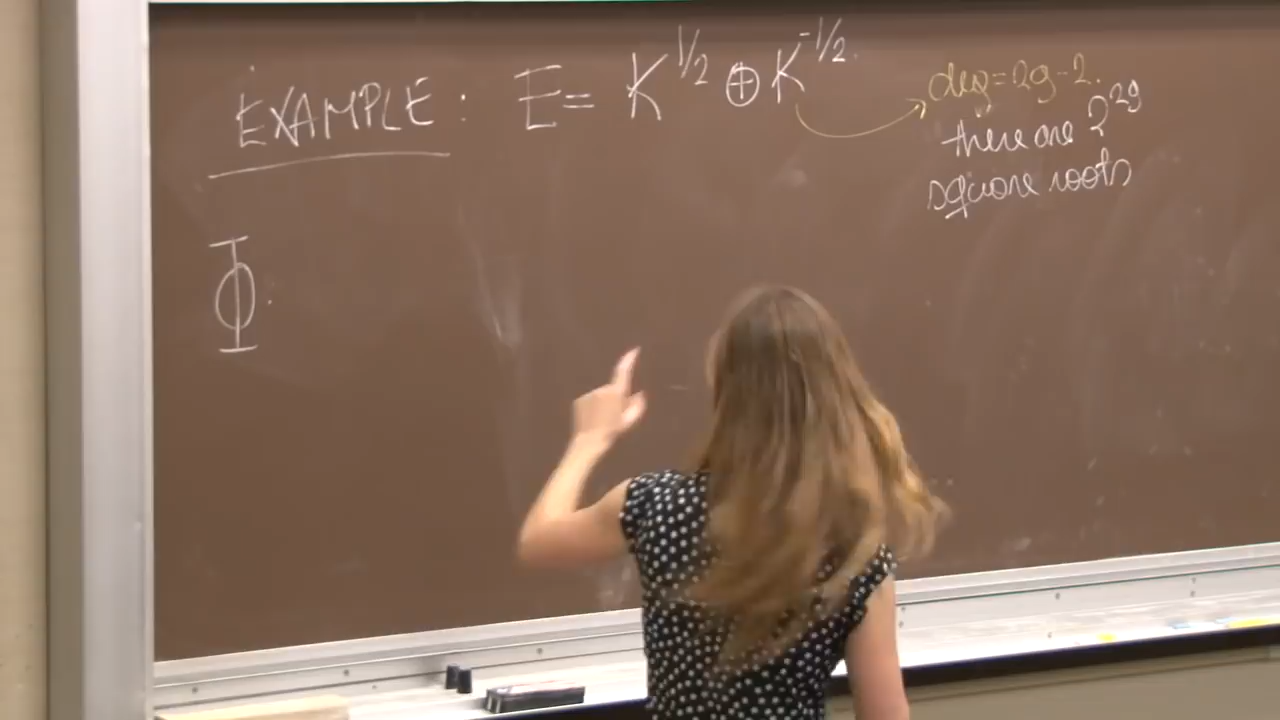 EXAMPLE: E = K^{1/2} ⊕ K^{-1/2}.
deg = 2g-2.
there are 2^{2g}
square roots
Φ